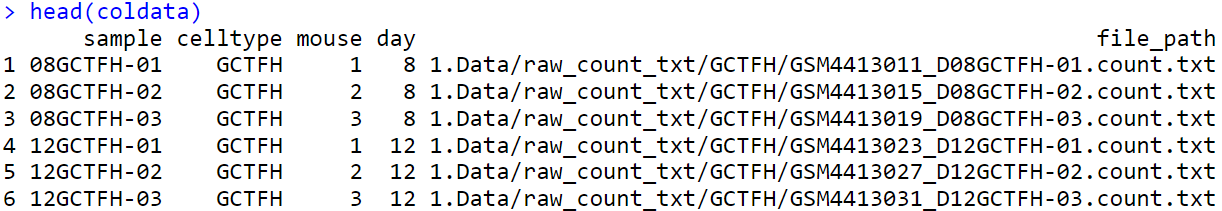 > head(coldata)
sample celltype mouse day file_path
1 08GCTFH-01 GCTFH 1 8 1.Data/raw_count_txt/GCTFH/GSM4413011_D08GCTFH-01.count.txt
2 08GCTFH-02 GCTFH 2 8 1.Data/raw_count_txt/GCTFH/GSM4413015_D08GCTFH-02.count.txt
3 08GCTFH-03 GCTFH 3 8 1.Data/raw_count_txt/GCTFH/GSM4413019_D08GCTFH-03.count.txt
4 12GCTFH-01 GCTFH 1 12 1.Data/raw_count_txt/GCTFH/GSM4413023_D12GCTFH-01.count.txt
5 12GCTFH-02 GCTFH 2 12 1.Data/raw_count_txt/GCTFH/GSM4413027_D12GCTFH-02.count.txt
6 12GCTFH-03 GCTFH 3 12 1.Data/raw_count_txt/GCTFH/GSM4413031_D12GCTFH-03.count.txt